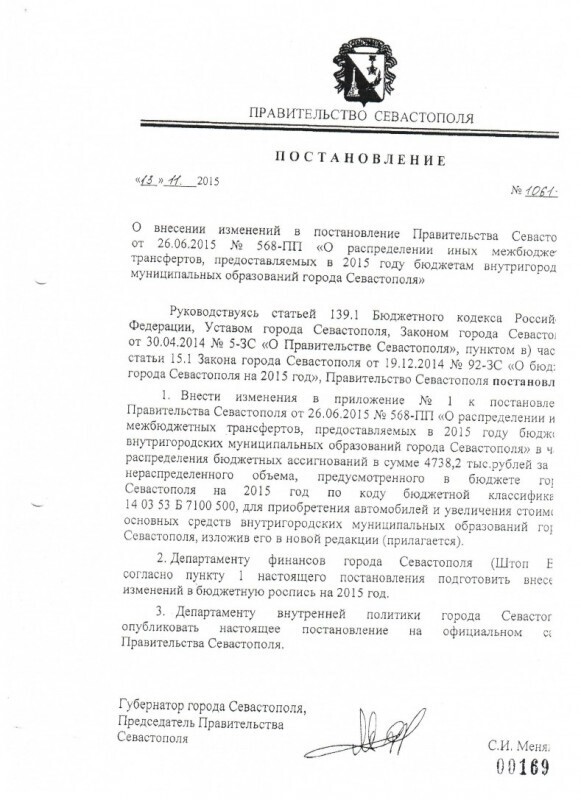 ПРАВИТЕЛЬСТВО СЕВАСТОПОЛЯ
ПОСТАНОВЛЕНИЕ
«13» 11. 2015
№ 1061-
О внесении изменений в постановление Правительства Севасто
от 26.06.2015 № 568-ПП «О распределении иных межбюдже
трансфертов, предоставляемых в 2015 году бюджетам внутригород
муниципальных образований города Севастополя»
Руководствуясь статьей 139.1 Бюджетного кодекса Россий
Федерации, Уставом города Севастополя, Законом города Севасто
от 30.04.2014 № 5-ЗС «О Правительстве Севастополя», пунктом в) час
статьи 15.1 Закона города Севастополя от 19.12.2014 № 92-ЗС «О бюд
города Севастополя на 2015 год», Правительство Севастополя постановл
1. Внести изменения в приложение № 1 к постановле
Правительства Севастополя от 26.06.2015 № 568-ПП «О распределении и
межбюджетных трансфертов, предоставляемых в 2015 году бюдже
внутригородских муниципальных образований города Севастополя» в ч
распределения бюджетных ассигнований в сумме 4738,2 тыс.рублей за
нераспределенного объема, предусмотренного в бюджете гор
Севастополя на 2015 год по коду бюджетной классифика
14 03 53 Б 7100 500, для приобретения автомобилей и увеличения стоимо
основных средств внутригородских муниципальных образований гор
Севастополя, изложив его в новой редакции (прилагается).
2. Департаменту финансов города Севастополя (Штоп Е
согласно пункту 1 настоящего постановления подготовить внесе
изменений в бюджетную роспись на 2015 год.
3. Департаменту внутренней политики города Севастоп
опубликовать настоящее постановление на официальном са
Правительства Севастополя.
Губернатор города Севастополя,
Председатель Правительства
Севастополя
С.И. Меня
00169